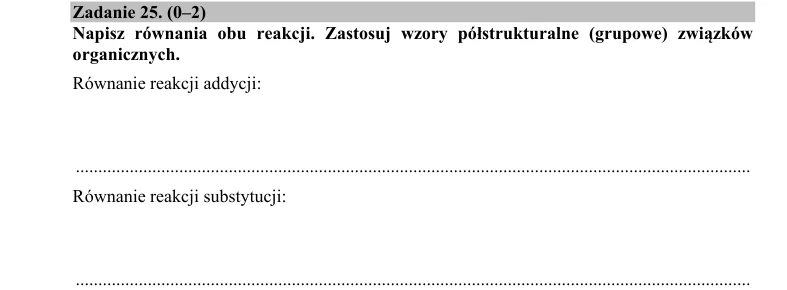 Zadanie 25. (0–2)
Napisz równania obu reakcji. Zastosuj wzory półstrukturalne (grupowe) związków
organicznych.
Równanie reakcji addycji:
....................................................................................................................................................
Równanie reakcji substytucji:
....................................................................................................................................................